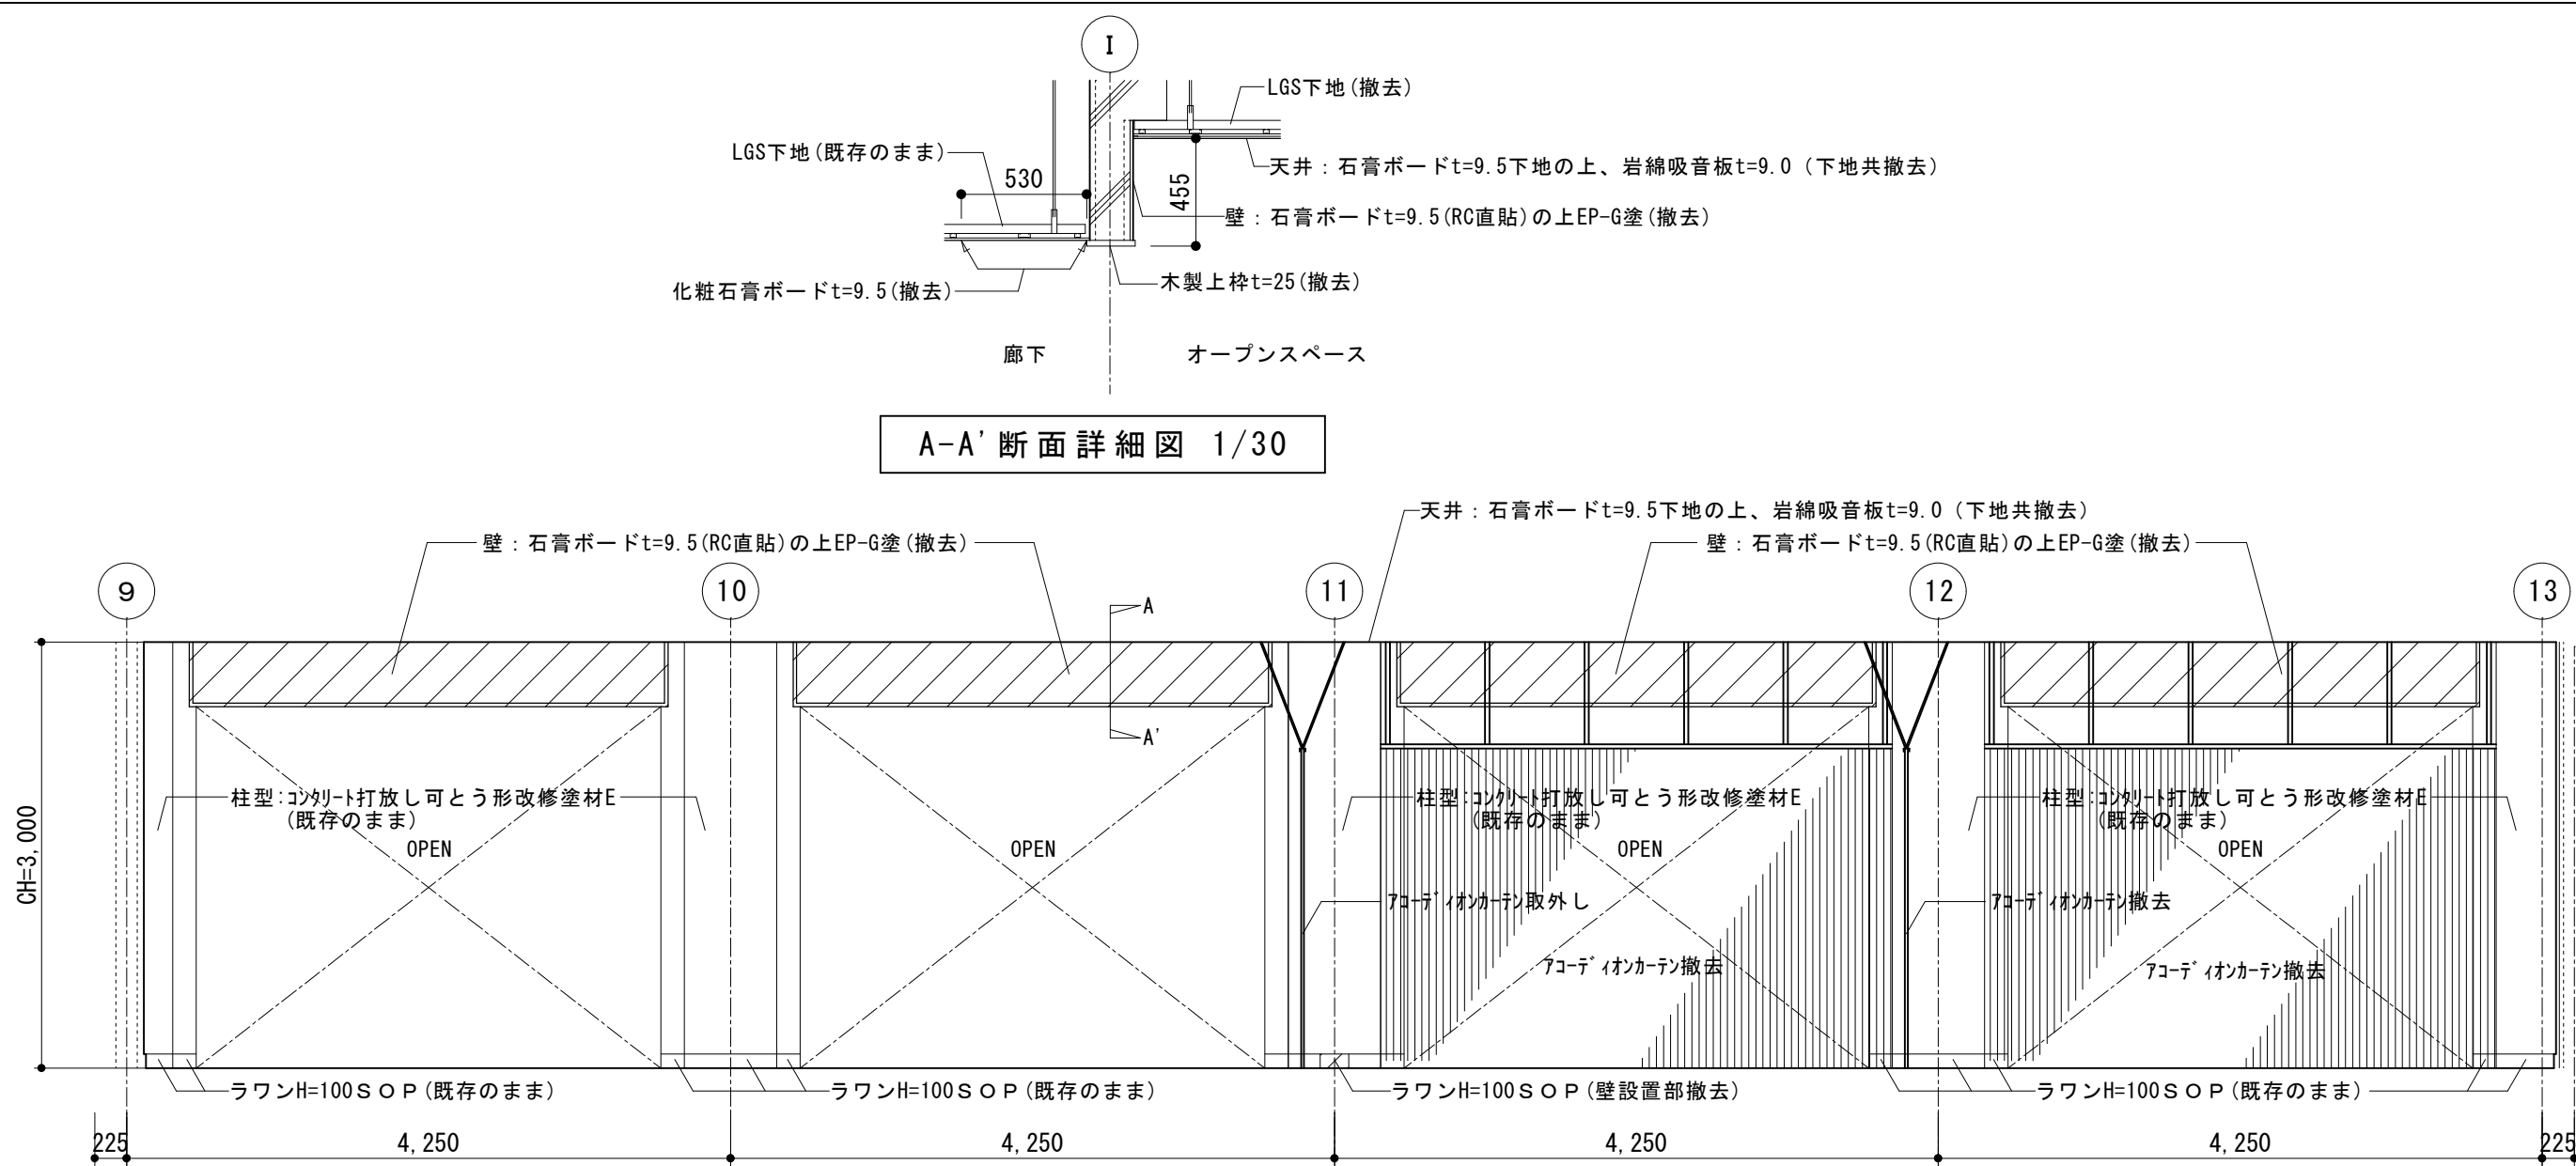 I
LGS下地(撤去)
LGS下地(既存のまま)
天井：石膏ボードt=9.5下地の上、岩綿吸音板t=9.0（下地共撤去）
530
455
壁：石膏ボードt=9.5(RC直貼)の上EP-G塗(撤去)
木製上枠t=25(撤去)
化粧石膏ボードt=9.5(撤去)
廊下
オープンスペース
A-A'断面詳細図 1/30
天井：石膏ボードt=9.5下地の上、岩綿吸音板t=9.0（下地共撤去）
壁：石膏ボードt=9.5(RC直貼)の上EP-G塗(撤去)
壁：石膏ボードt=9.5(RC直貼)の上EP-G塗(撤去)
9
10
11
12
13
A
A'
CH=3,000
柱型:ｺﾝｸﾘｰﾄ打放し可とう形改修塗材E
(既存のまま)
柱型:ｺﾝｸﾘｰﾄ打放し可とう形改修塗材E
(既存のまま)
柱型:ｺﾝｸﾘｰﾄ打放し可とう形改修塗材E
(既存のまま)
OPEN
OPEN
OPEN
OPEN
ｱｺｰﾃﾞｨｵﾝｶｰﾃﾝ取外し
ｱｺｰﾃﾞｨｵﾝｶｰﾃﾝ撤去
ｱｺｰﾃﾞｨｵﾝｶｰﾃﾝ撤去
ｱｺｰﾃﾞｨｵﾝｶｰﾃﾝ撤去
ラワンH=100ＳＯＰ(既存のまま)
ラワンH=100ＳＯＰ(既存のまま)
ラワンH=100ＳＯＰ(壁設置部撤去)
ラワンH=100ＳＯＰ(既存のまま)
225
4,250
4,250
4,250
4,250
225